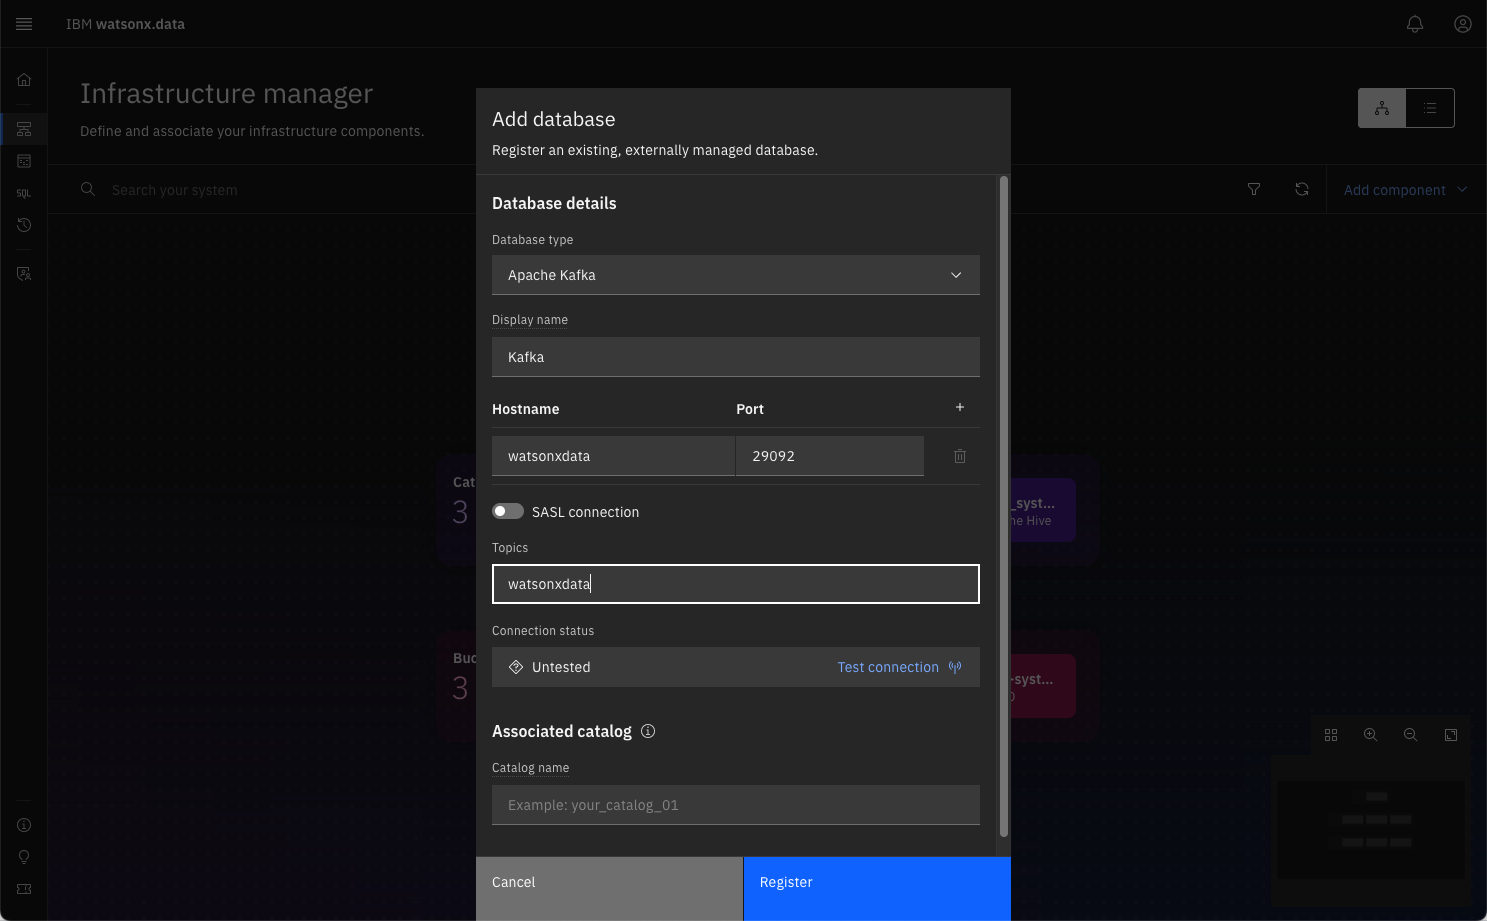 IBM watsonx.data
Infrastructure manager
Define and associate your infrastructure components.
Search your system
Add component
SQL
Add database
Register an existing, externally managed database.
Database details
Database type
Apache Kafka
Display name
Kafka
Hostname Port +
watsonxdata 29092
SASL connection
Topics
watsonxdata
Connection status
Untested Test connection
Associated catalog
Catalog name
Example: your_catalog_01
Cancel Register
Cat
3
_syst...
he Hive
Buc
3
-syst...